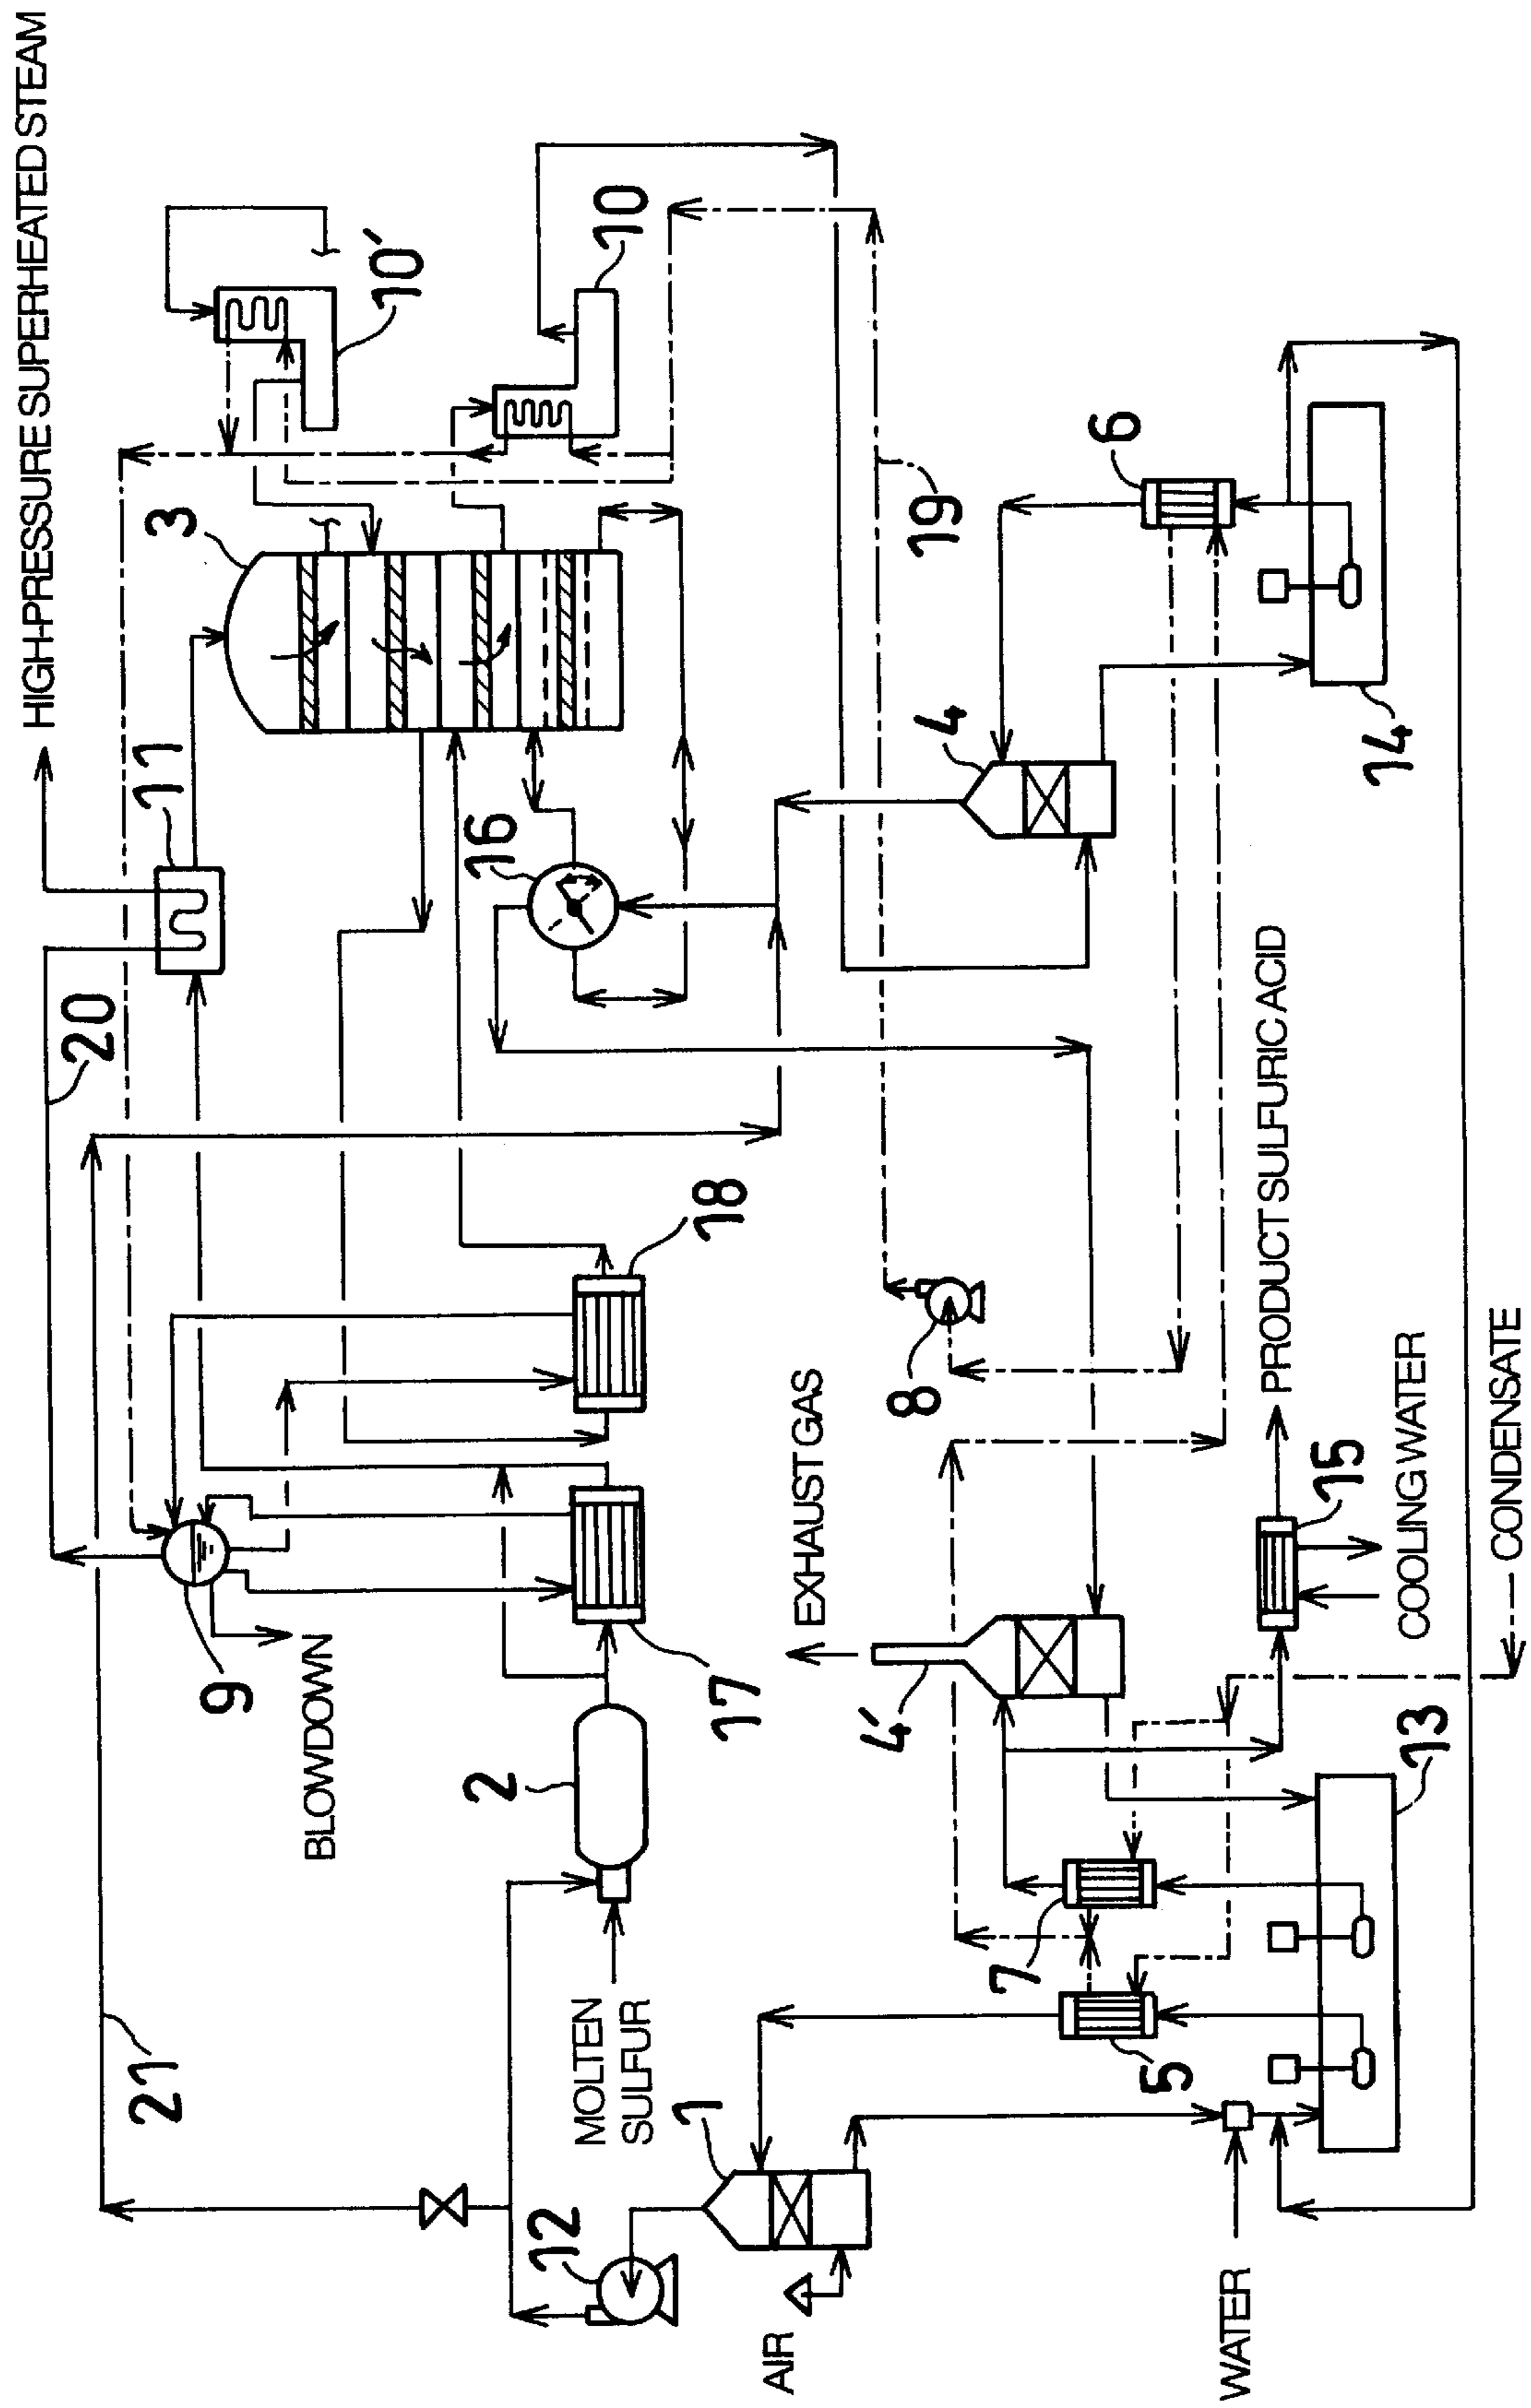 HIGH-PRESSURE SUPERHEATED STEAM
10'
10
3
11
16
20
19
6
4
14
18
9
BLOWDOWN
17
2
8
EXHAUST GAS
PRODUCT SULFURIC ACID
15
COOLING WATER
CONDENSATE
4'
13
7
5
21
MOLTEN
SULFUR
1
12
AIR
WATER